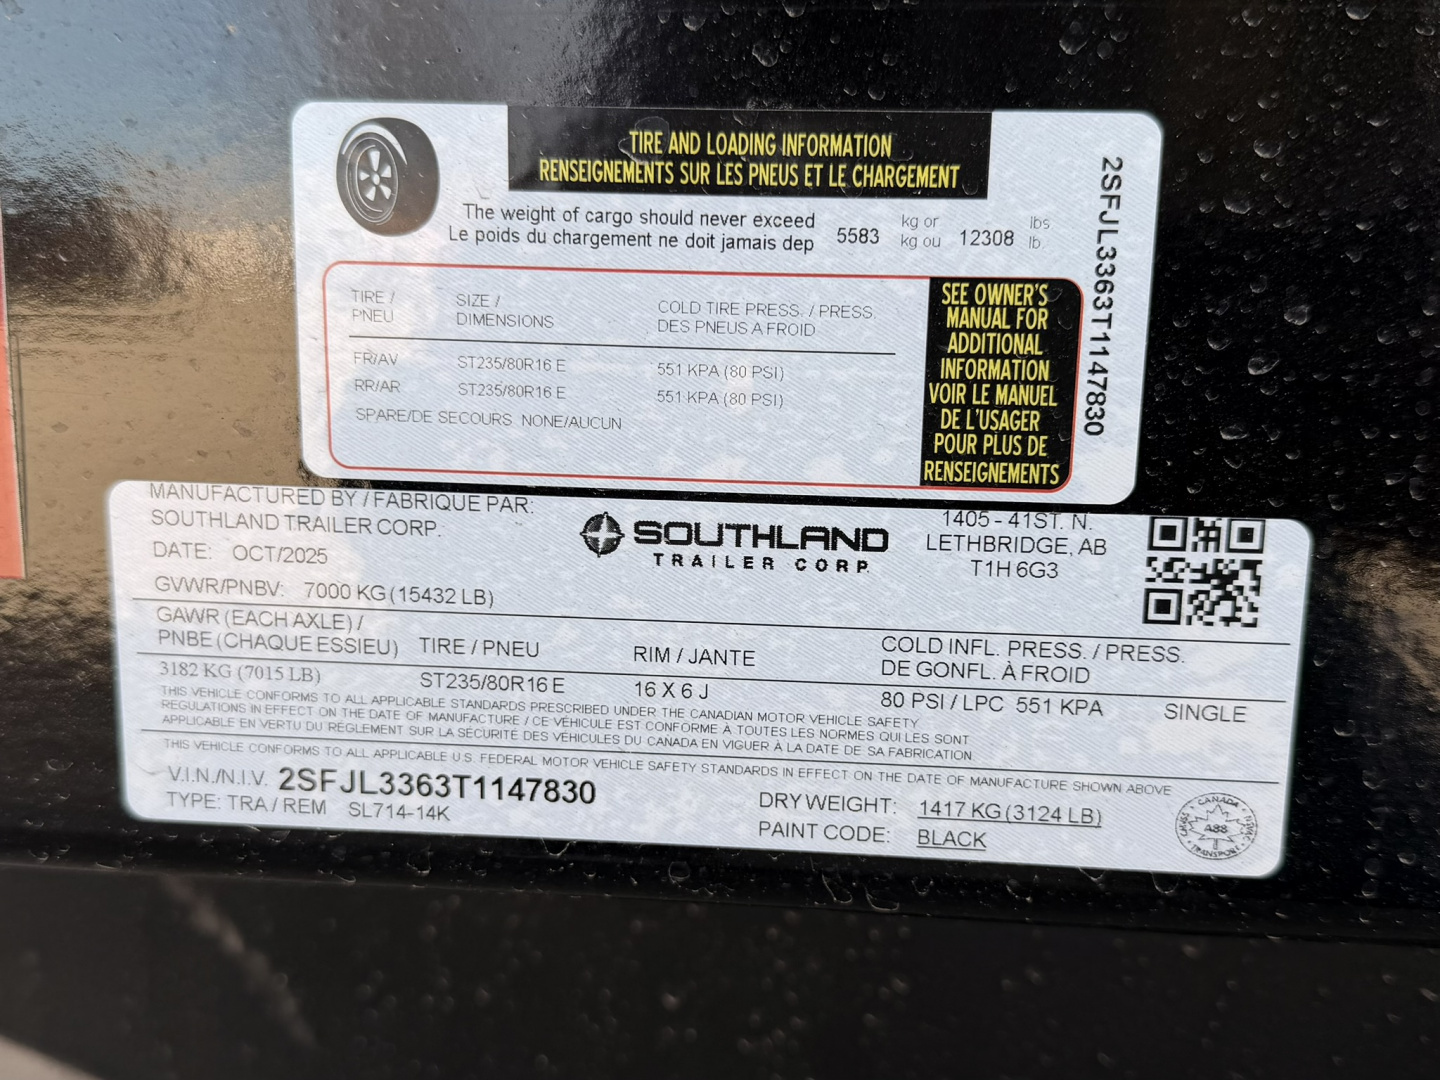 TIRE AND LOADING INFORMATION
RENSEIGNEMENTS SUR LES PNEUS ET LE CHARGEMENT
The weight of cargo should never exceed
Le poids du chargement ne doit jamais dep
5583 kg or kg ou 12308 lbs lb.
TIRE / PNEU
SIZE / DIMENSIONS
COLD TIRE PRESS. / PRESS. DES PNEUS A FROID
FR/AV ST235/80R16 E 551 KPA (80 PSI)
RR/AR ST235/80R16 E 551 KPA (80 PSI)
SPARE/DE SECOURS NONE/AUCUN
SEE OWNER'S
MANUAL FOR
ADDITIONAL
INFORMATION
VOIR LE MANUEL
DE L'USAGER
POUR PLUS DE
RENSEIGNEMENTS
2SFJL3363T1147830
MANUFACTURED BY / FABRIQUE PAR:
SOUTHLAND TRAILER CORP.
DATE: OCT/2025
GVWR/PNBV: 7000 KG (15432 LB)
SOUTHLAND
TRAILER CORP
1405 - 41ST. N.
LETHBRIDGE, AB
T1H 6G3
GAWR (EACH AXLE) /
PNBE (CHAQUE ESSIEU)
TIRE / PNEU
RIM / JANTE
COLD INFL. PRESS. / PRESS.
DE GONFL. À FROID
3182 KG (7015 LB) ST235/80R16 E 16 X 6 J 80 PSI / LPC 551 KPA SINGLE
THIS VEHICLE CONFORMS TO ALL APPLICABLE STANDARDS PRESCRIBED UNDER THE CANADIAN MOTOR VEHICLE SAFETY
REGULATIONS IN EFFECT ON THE DATE OF MANUFACTURE / CE VÉHICULE EST CONFORME À TOUTES LES NORMES QUI LES SONT
APPLICABLE EN VERTU DU RÈGLEMENT SUR LA SÉCURITÉ DES VÉHICULES DU CANADA EN VIGUER À LA DATE DE SA FABRICATION
THIS VEHICLE CONFORMS TO ALL APPLICABLE U.S. FEDERAL MOTOR VEHICLE SAFETY STANDARDS IN EFFECT ON THE DATE OF MANUFACTURE SHOWN ABOVE
V.I.N./N.I.V. 2SFJL3363T1147830
TYPE: TRA / REM SL714-14K
DRY WEIGHT: 1417 KG (3124 LB)
PAINT CODE: BLACK
CANADA
TRANSPORT